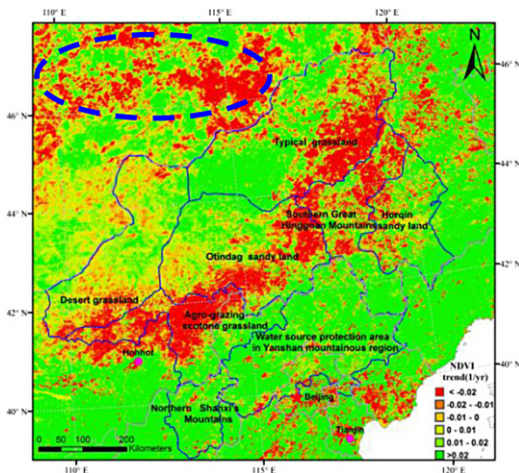 110° E 115° E 120° E
N
46° N 46° N
Typical grassland
44° N 44° N
Southern Great Horqin
Hinggnan Mountains sandy land
Otindag sandy land
Desert grassland
42° N 42° N
Agro-grazing
ecotone grassland
Water source protection area
in Yanshan mountainous region
Hohhot
NDVI
trend(1/yr)
< -0.02
-0.02 - -0.01
-0.01 - 0
0 - 0.01
0.01 - 0.02
>0.02
Beijing
40° N 40° N
Northern Shanxi's
Mountains
Tianjin
0 50 100 200
Kilometers
110° E 115° E 120° E